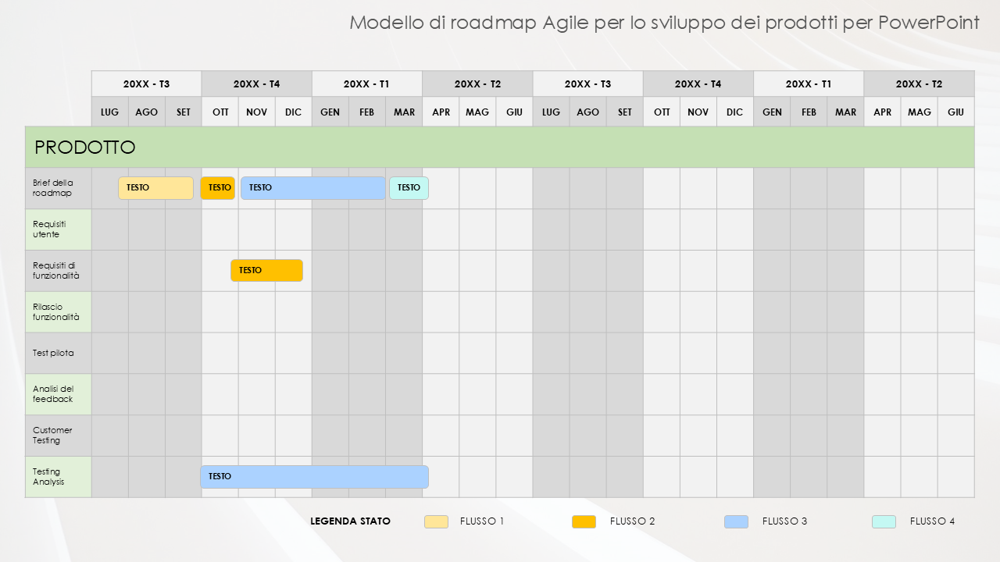 Modello di roadmap Agile per lo sviluppo dei prodotti per PowerPoint
20XX - T3 20XX - T4 20XX - T1 20XX - T2 20XX - T3 20XX - T4 20XX - T1 20XX - T2
LUG AGO SET OTT NOV DIC GEN FEB MAR APR MAG GIU LUG AGO SET OTT NOV DIC GEN FEB MAR APR MAG GIU
PRODOTTO
Brief della
roadmap
TESTO TESTO TESTO TESTO
Requisiti
utente
Requisiti di
funzionalità
TESTO
Rilascio
funzionalità
Test pilota
Analisi del
feedback
Customer
Testing
Testing
Analysis
TESTO
LEGENDA STATO FLUSSO 1 FLUSSO 2 FLUSSO 3 FLUSSO 4